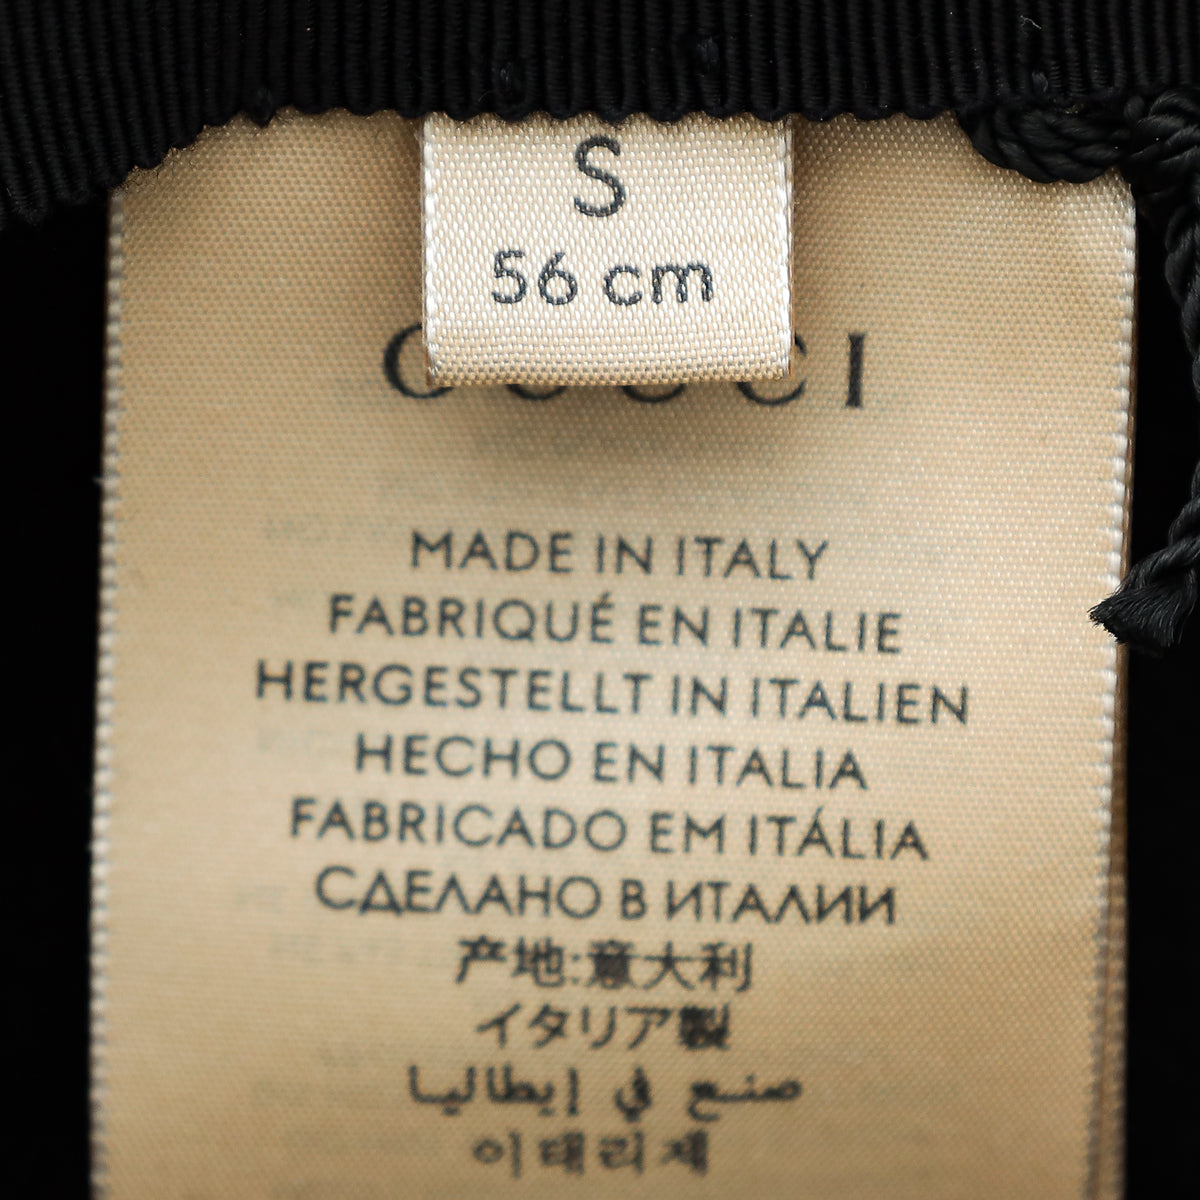 S
56 cm
GUCCI
MADE IN ITALY
FABRIQUÉ EN ITALIE
HERGESTELLT IN ITALIEN
HECHO EN ITALIA
FABRICADO EM ITÁLIA
СДЕЛАНО В ИТАЛИИ
产地:意大利
イタリア製
صنع في إيطاليا
이태리제